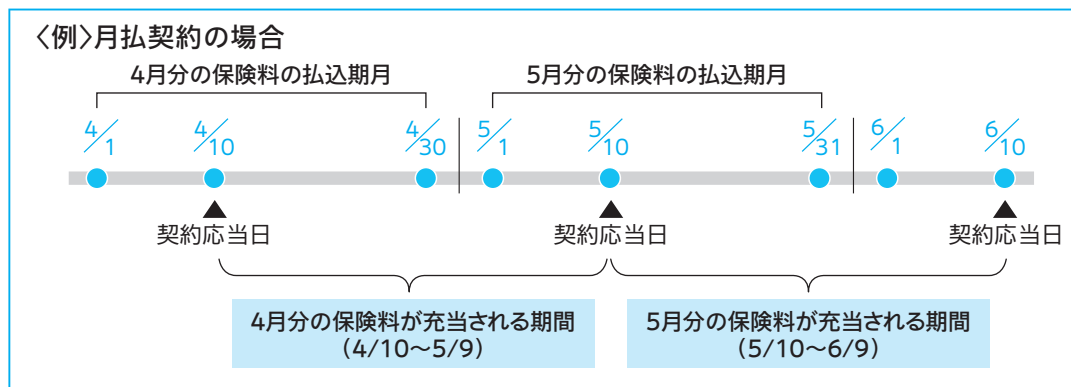 〈例〉月払契約の場合
4月分の保険料の払込期月
5月分の保険料の払込期月
4/1
4/10
4/30
5/1
5/10
5/31
6/1
6/10
契約応当日
契約応当日
契約応当日
4月分の保険料が充当される期間
（4/10～5/9）
5月分の保険料が充当される期間
（5/10～6/9）